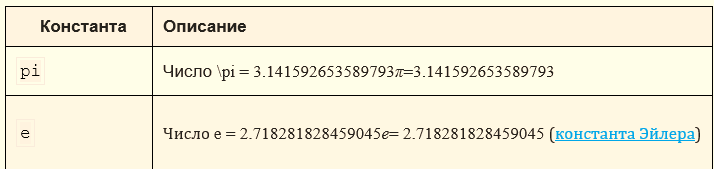 Константа Описание
pi Число \pi = 3.141592653589793π=3.141592653589793
e Число e = 2.718281828459045e= 2.718281828459045 (константа Эйлера)